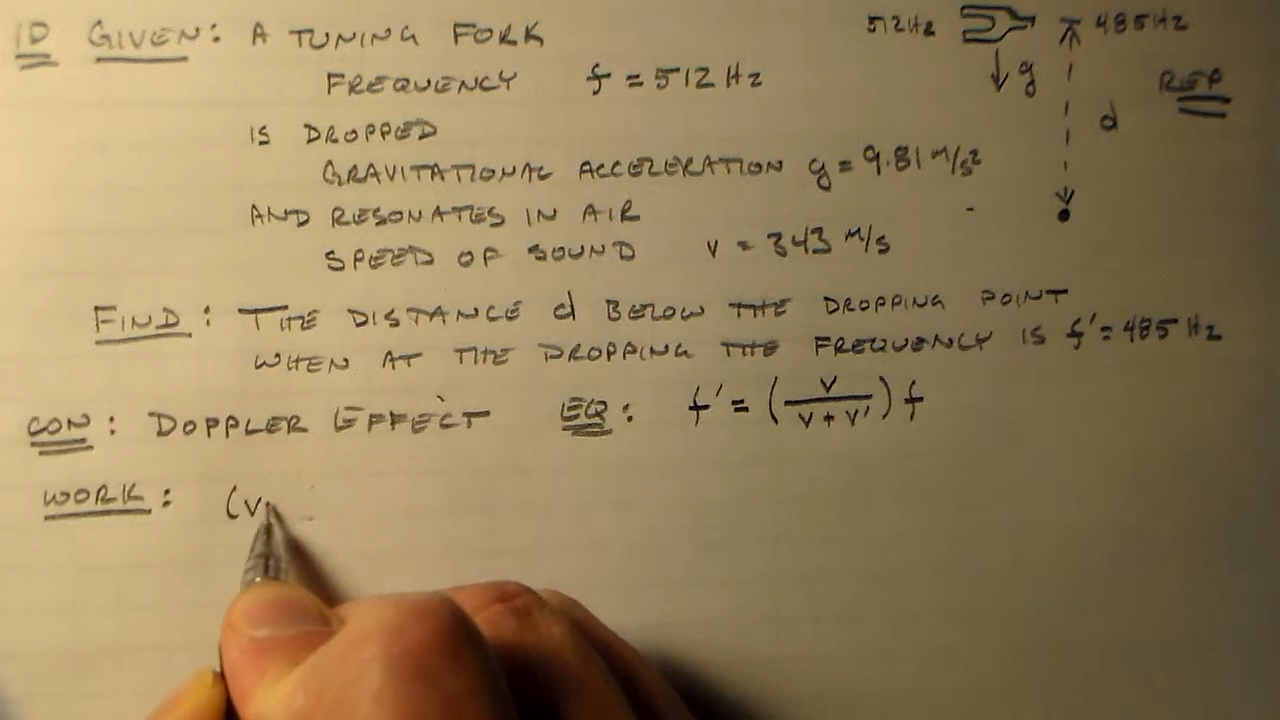 ID GIVEN: A TUNING FORK
FREQUENCY f = 512 Hz
IS DROPPED
GRAVITATIONAL ACCELERATION g = 9.81 m/s²
AND RESONATES IN AIR
SPEED OF SOUND v = 343 m/s
512Hz 485Hz
g
REP
d
FIND: THE DISTANCE d BELOW THE DROPPING POINT
WHEN AT THE DROPPING THE FREQUENCY IS f' = 485 Hz
CON: DOPPLER EFFECT EQ: f' = (v / v + v') f
WORK: (v